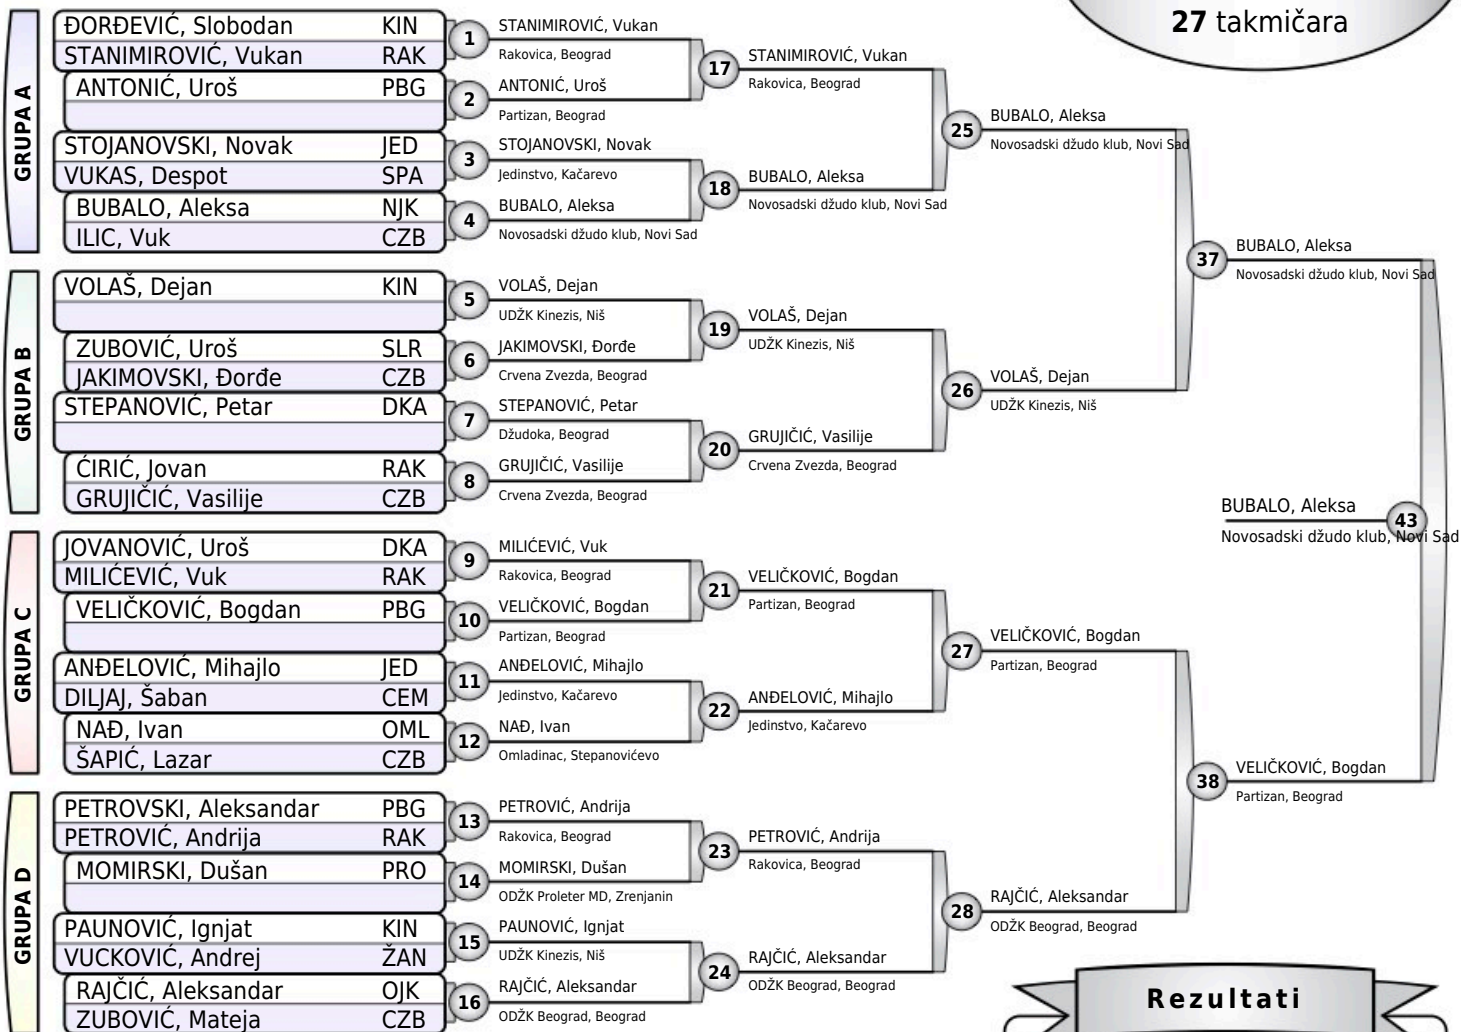 27 takmičara
GRUPA A
ĐORĐEVIĆ, Slobodan KIN
STANIMIROVIĆ, Vukan RAK
ANTONIĆ, Uroš PBG
STOJANOVSKI, Novak JED
VUKAS, Despot SPA
BUBALO, Aleksa NJK
ILIC, Vuk CZB
GRUPA B
VOLAŠ, Dejan KIN
ZUBOVIĆ, Uroš SLR
JAKIMOVSKI, Đorđe CZB
STEPANOVIĆ, Petar DKA
ĆIRIĆ, Jovan RAK
GRUJIČIĆ, Vasilije CZB
GRUPA C
JOVANOVIĆ, Uroš DKA
MILIĆEVIĆ, Vuk RAK
VELIČKOVIĆ, Bogdan PBG
ANĐELOVIĆ, Mihajlo JED
DILJAJ, Šaban CEM
NAĐ, Ivan OML
ŠAPIĆ, Lazar CZB
GRUPA D
PETROVSKI, Aleksandar PBG
PETROVIĆ, Andrija RAK
MOMIRSKI, Dušan PRO
PAUNOVIĆ, Ignjat KIN
VUCKOVIĆ, Andrej ŽAN
RAJČIĆ, Aleksandar OJK
ZUBOVIĆ, Mateja CZB
1 STANIMIROVIĆ, Vukan
Rakovica, Beograd
2 ANTONIĆ, Uroš
Partizan, Beograd
3 STOJANOVSKI, Novak
Jedinstvo, Kačarevo
4 BUBALO, Aleksa
Novosadski džudo klub, Novi Sad
5 VOLAŠ, Dejan
UDŽK Kinezis, Niš
6 JAKIMOVSKI, Đorđe
Crvena Zvezda, Beograd
7 STEPANOVIĆ, Petar
Džudoka, Beograd
8 GRUJIČIĆ, Vasilije
Crvena Zvezda, Beograd
9 MILIĆEVIĆ, Vuk
Rakovica, Beograd
10 VELIČKOVIĆ, Bogdan
Partizan, Beograd
11 ANĐELOVIĆ, Mihajlo
Jedinstvo, Kačarevo
12 NAĐ, Ivan
Omladinac, Stepanovićevo
13 PETROVIĆ, Andrija
Rakovica, Beograd
14 MOMIRSKI, Dušan
ODŽK Proleter MD, Zrenjanin
15 PAUNOVIĆ, Ignjat
UDŽK Kinezis, Niš
16 RAJČIĆ, Aleksandar
ODŽK Beograd, Beograd
17 STANIMIROVIĆ, Vukan
Rakovica, Beograd
18 BUBALO, Aleksa
Novosadski džudo klub, Novi Sad
19 VOLAŠ, Dejan
UDŽK Kinezis, Niš
20 GRUJIČIĆ, Vasilije
Crvena Zvezda, Beograd
21 VELIČKOVIĆ, Bogdan
Partizan, Beograd
22 ANĐELOVIĆ, Mihajlo
Jedinstvo, Kačarevo
23 PETROVIĆ, Andrija
Rakovica, Beograd
24 RAJČIĆ, Aleksandar
ODŽK Beograd, Beograd
25 BUBALO, Aleksa
Novosadski džudo klub, Novi Sad
26 VOLAŠ, Dejan
UDŽK Kinezis, Niš
27 VELIČKOVIĆ, Bogdan
Partizan, Beograd
28 RAJČIĆ, Aleksandar
ODŽK Beograd, Beograd
37 BUBALO, Aleksa
Novosadski džudo klub, Novi Sad
38 VELIČKOVIĆ, Bogdan
Partizan, Beograd
BUBALO, Aleksa 43
Novosadski džudo klub, Novi Sad
Rezultati